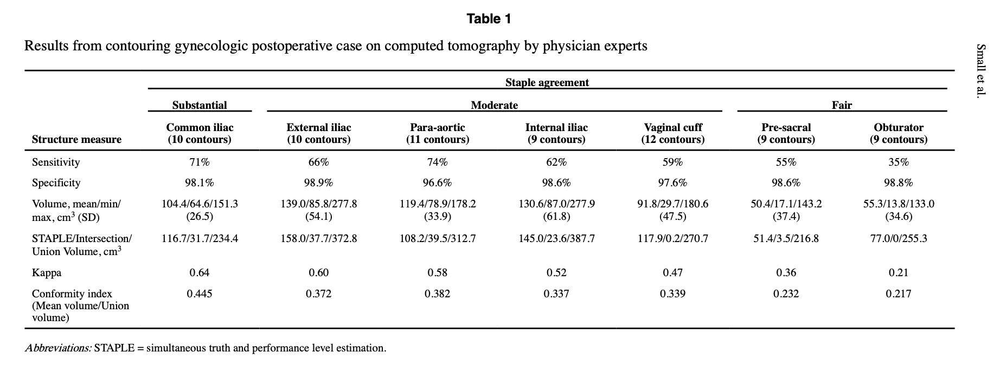 Table 1
Results from contouring gynecologic postoperative case on computed tomography by physician experts
Small et al.
Staple agreement
Substantial Moderate Fair
Common iliac External iliac Para-aortic Internal iliac Vaginal cuff Pre-sacral Obturator
Structure measure (10 contours) (10 contours) (11 contours) (9 contours) (12 contours) (9 contours) (9 contours)
Sensitivity 71% 66% 74% 62% 59% 55% 35%
Specificity 98.1% 98.9% 96.6% 98.6% 97.6% 98.6% 98.8%
Volume, mean/min/ 104.4/64.6/151.3 139.0/85.8/277.8 119.4/78.9/178.2 130.6/87.0/277.9 91.8/29.7/180.6 50.4/17.1/143.2 55.3/13.8/133.0
max, cm³ (SD) (26.5) (54.1) (33.9) (61.8) (47.5) (37.4) (34.6)
STAPLE/Intersection/ 116.7/31.7/234.4 158.0/37.7/372.8 108.2/39.5/312.7 145.0/23.6/387.7 117.9/0.2/270.7 51.4/3.5/216.8 77.0/0/255.3
Union Volume, cm³
Kappa 0.64 0.60 0.58 0.52 0.47 0.36 0.21
Conformity index 0.445 0.372 0.382 0.337 0.339 0.232 0.217
(Mean volume/Union
volume)
Abbreviations: STAPLE = simultaneous truth and performance level estimation.